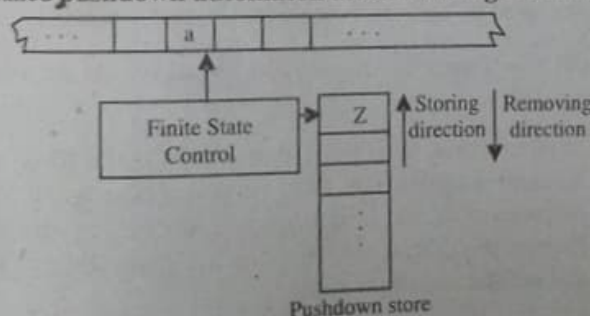 ... a ...
Finite State
Control
Z
Storing
direction
Removing
direction
Pushdown store